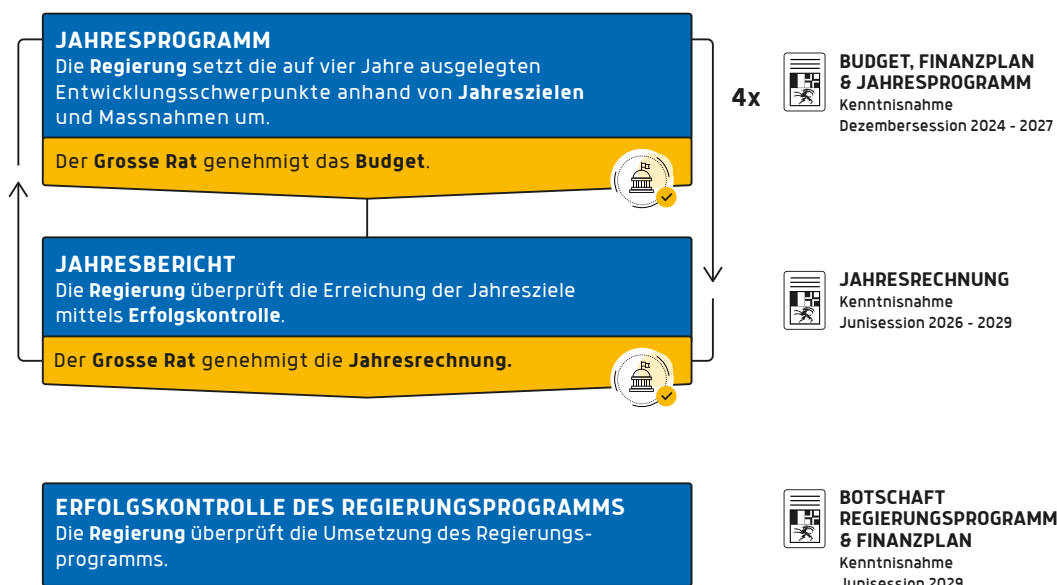 JAHRESPROGRAMM
Die Regierung setzt die auf vier Jahre ausgelegten
Entwicklungsschwerpunkte anhand von Jahreszielen
und Massnahmen um.
Der Grosse Rat genehmigt das Budget.
4x
BUDGET, FINANZPLAN
& JAHRESPROGRAMM
Kenntnisnahme
Dezembersession 2024 - 2027
JAHRESBERICHT
Die Regierung überprüft die Erreichung der Jahresziele
mittels Erfolgskontrolle.
Der Grosse Rat genehmigt die Jahresrechnung.
JAHRESRECHNUNG
Kenntnisnahme
Junisession 2026 - 2029
ERFOLGSKONTROLLE DES REGIERUNGSPROGRAMMS
Die Regierung überprüft die Umsetzung des Regierungs-
programms.
BOTSCHAFT
REGIERUNGSPROGRAMM
& FINANZPLAN
Kenntnisnahme
Junisession 2029